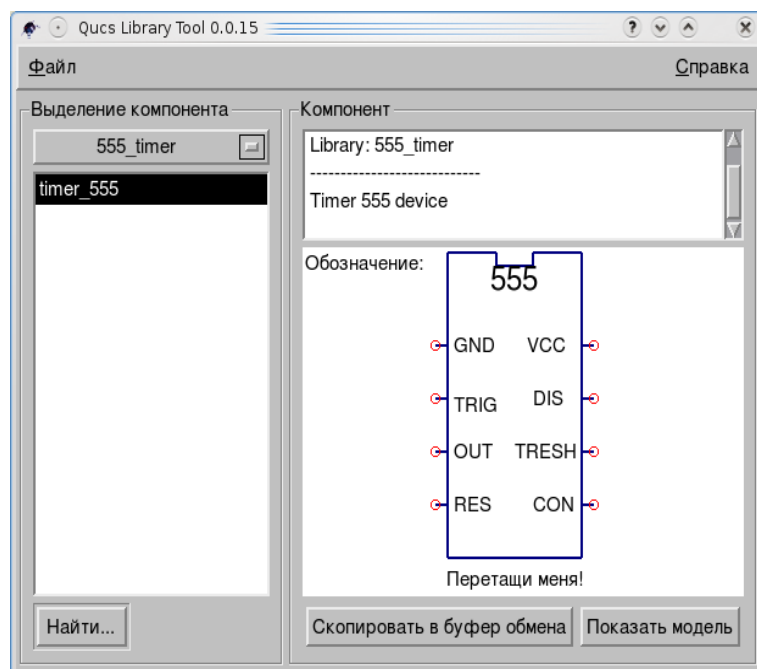 Qucs Library Tool 0.0.15
Файл Справка
Выделение компонента
555_timer
timer_555
Найти...
Компонент
Library: 555_timer
----------------------------
Timer 555 device
Обозначение:
555
GND VCC
TRIG DIS
OUT TRESH
RES CON
Перетащи меня!
Скопировать в буфер обмена Показать модель